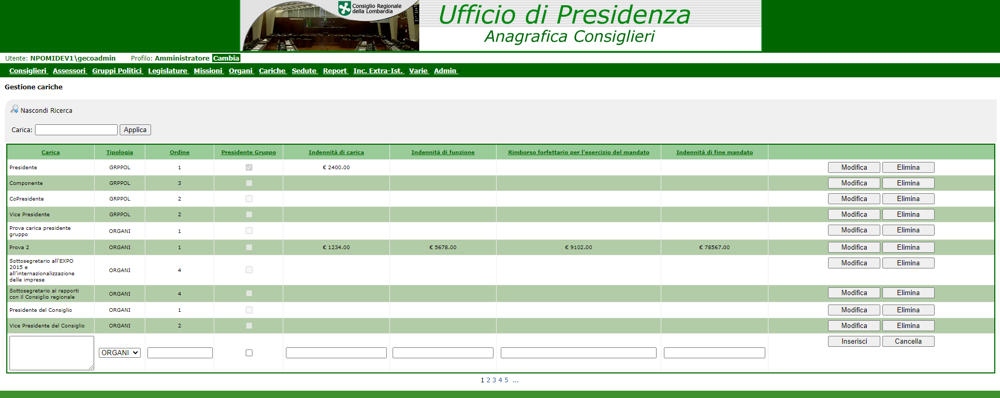 Consiglio Regionale
della Lombardia
Ufficio di Presidenza
Anagrafica Consiglieri
Utente: NPOMIDEV1\gecoadmin Profilo: Amministratore Cambia
Consiglieri - Assessori - Gruppi Politici - Legislature - Missioni - Organi - Cariche - Sedute - Report - Inc. Extra-Ist. - Varie - Admin -
Gestione cariche
Nascondi Ricerca
Carica: Applica
Carica Tipologia Ordine Presidente Gruppo Indennità di carica Indennità di funzione Rimborso forfettario per l'esercizio del mandato Indennità di fine mandato
Presidente GRPPOL 1 € 2400.00 Modifica Elimina
Componente GRPPOL 3 Modifica Elimina
CoPresidente GRPPOL 2 Modifica Elimina
Vice Presidente GRPPOL 2 Modifica Elimina
Prova carica presidente
gruppo ORGANI 1 Modifica Elimina
Prova 2 ORGANI 1 € 1234.00 € 5678.00 € 9102.00 € 78567.00 Modifica Elimina
Sottosegretario all'EXPO
2015 e
all'internazionalizzazione
delle imprese ORGANI 4 Modifica Elimina
Sottosegretario ai rapporti
con il Consiglio regionale ORGANI 4 Modifica Elimina
Presidente del Consiglio ORGANI 1 Modifica Elimina
Vice Presidente del Consiglio ORGANI 2 Modifica Elimina
ORGANI Inserisci Cancella
1 2 3 4 5 ...